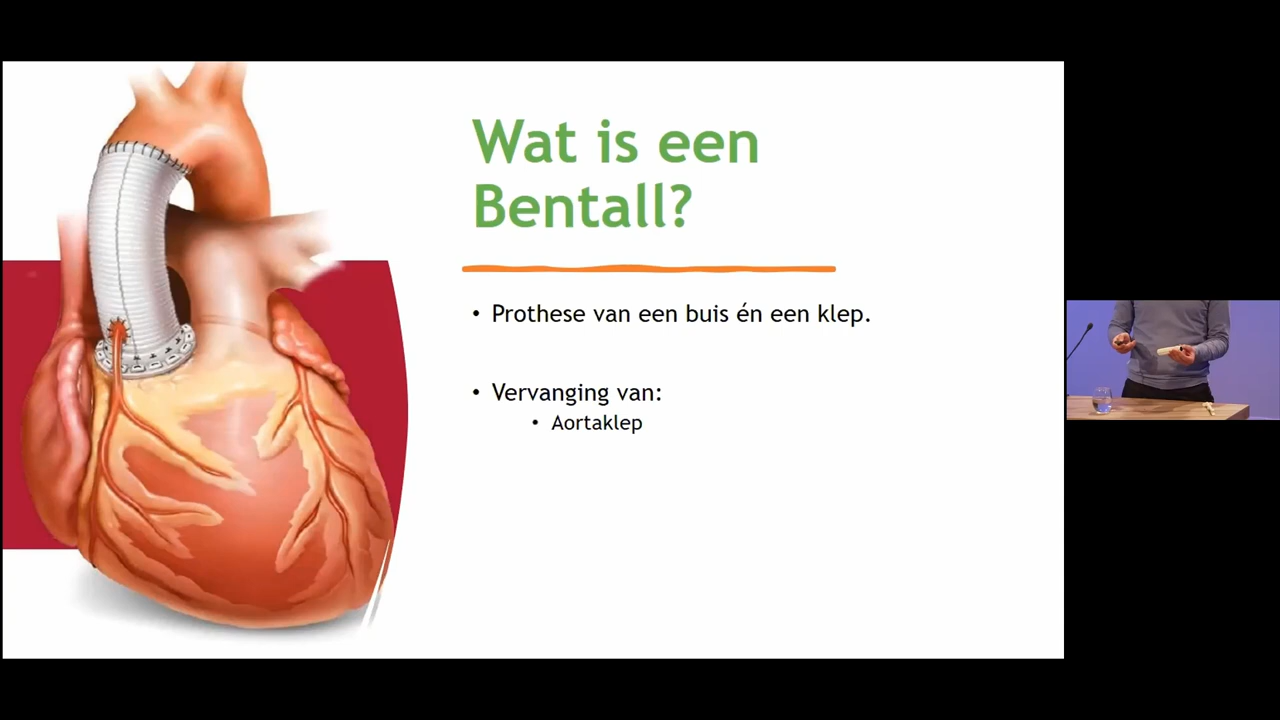 Wat is een
Bentall?
• Prothese van een buis én een klep.
• Vervanging van:
• Aortaklep